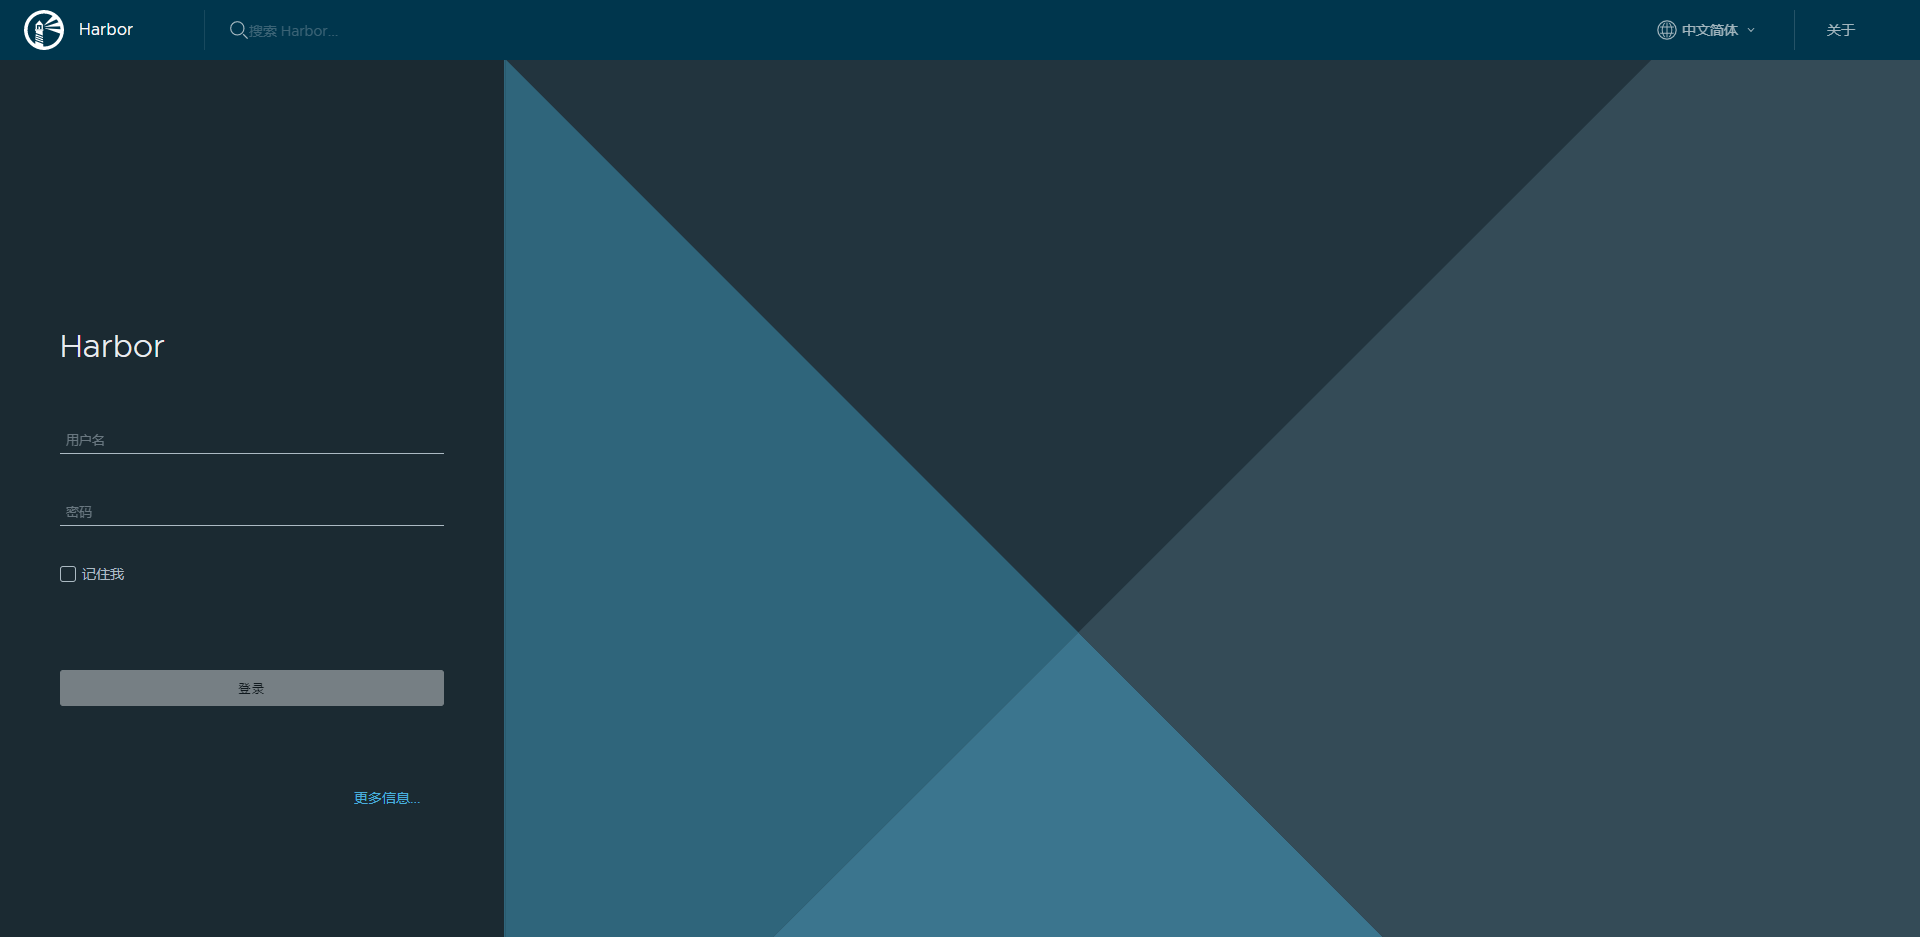 Harbor
搜索 Harbor...
中文简体
关于
Harbor
用户名
密码
记住我
登录
更多信息...